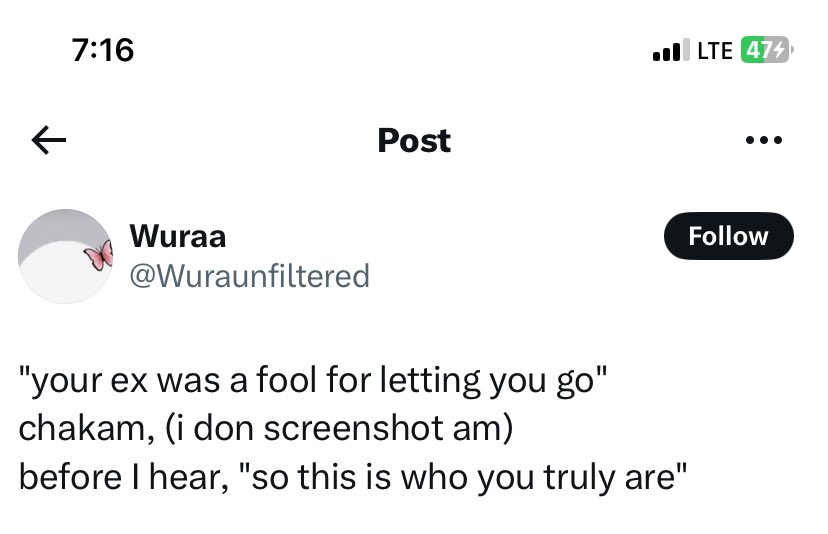 7:16 LTE 47
Post
Wuraa
Follow
@Wuraunfiltered
"your ex was a fool for letting you go"
chakam, (i don screenshot am)
before I hear, "so this is who you truly are"